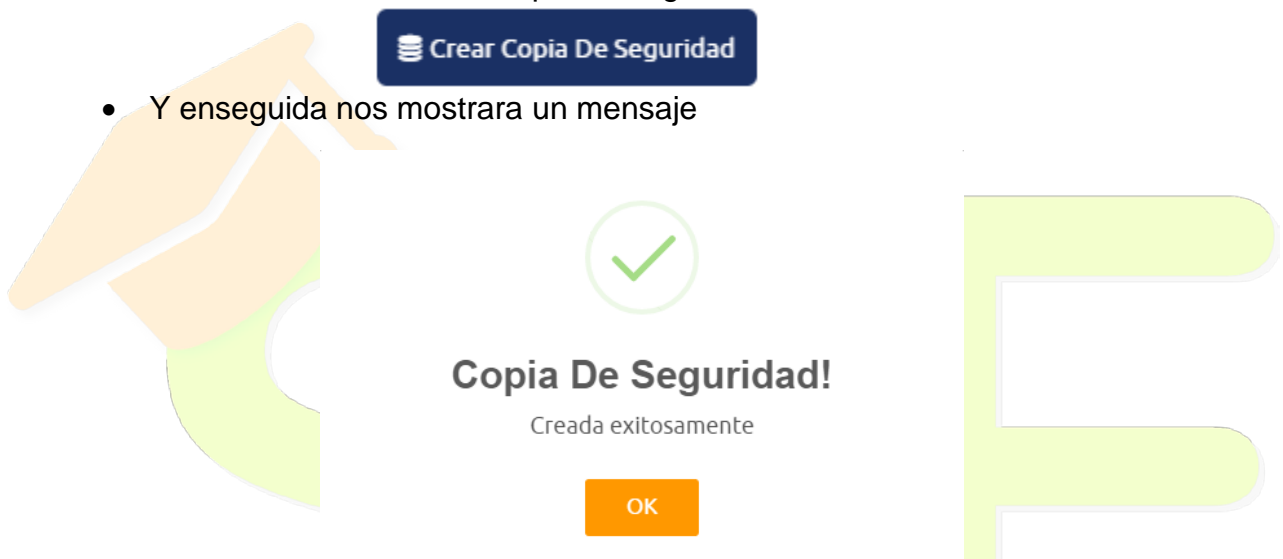 Crear Copia De Seguridad
• Y enseguida nos mostrara un mensaje
Copia De Seguridad!
Creada exitosamente
OK